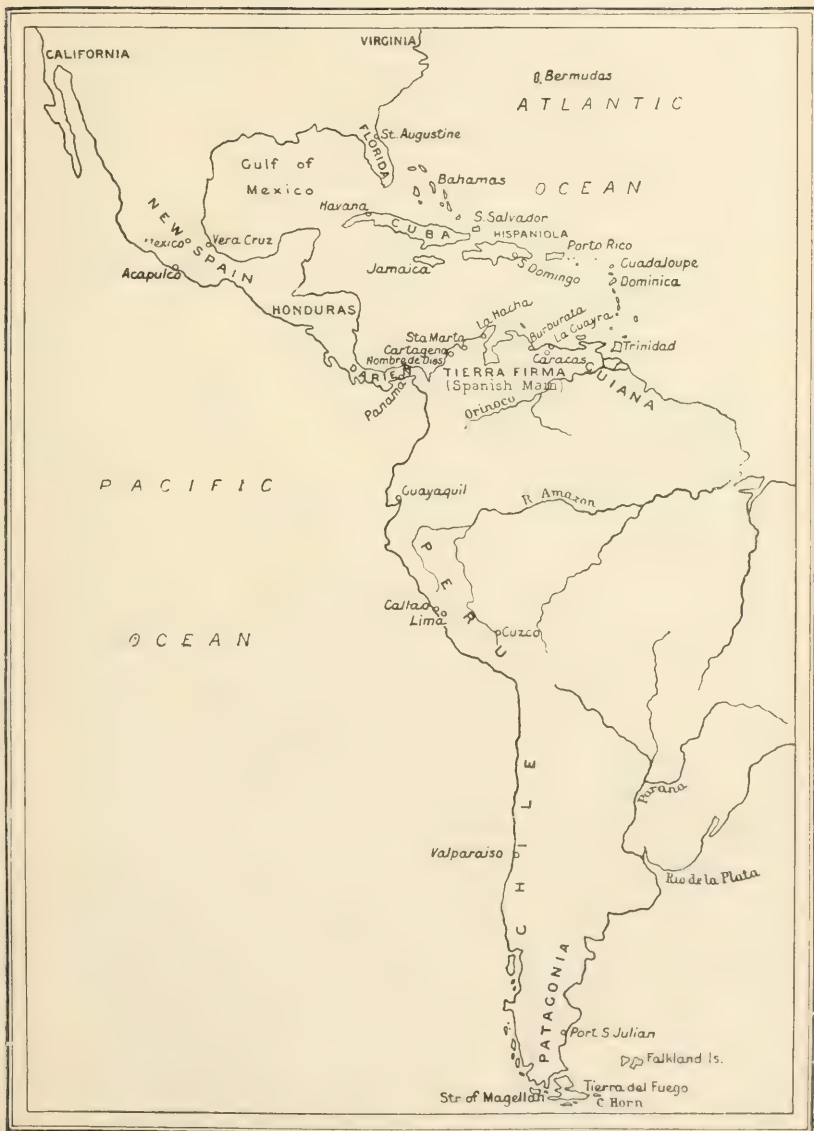 VIRGINIA
CALIFORNIA
Bermudas
ATLANTIC
St. Augustine
FLORIDA
Gulf of
Mexico
Bahamas
OCEAN
Havana
CUBA
S. Salvador
HISPANIOLA
NEW SPAIN
Mexico
Vera Cruz
Porto Rico
S Domingo
Guadaloupe
Acapulco
Jamaica
Dominica
HONDURAS
La Hacha
Burburata
La Guayra
Sta Marta
Cartagena
Trinidad
Nombre de Dios
Caracas
DARIEN
TIERRA FIRMA
(Spanish Main)
GUIANA
Panama
Orinoco
PACIFIC
Guayaquil
R Amazon
PERU
Callao
Lima
OCEAN
Cuzco
CHILE
Parana
Valparaiso
Rio de la Plata
PATAGONIA
Port S Julian
Falkland Is.
Tierra del Fuego
Str of Magellan
C Horn